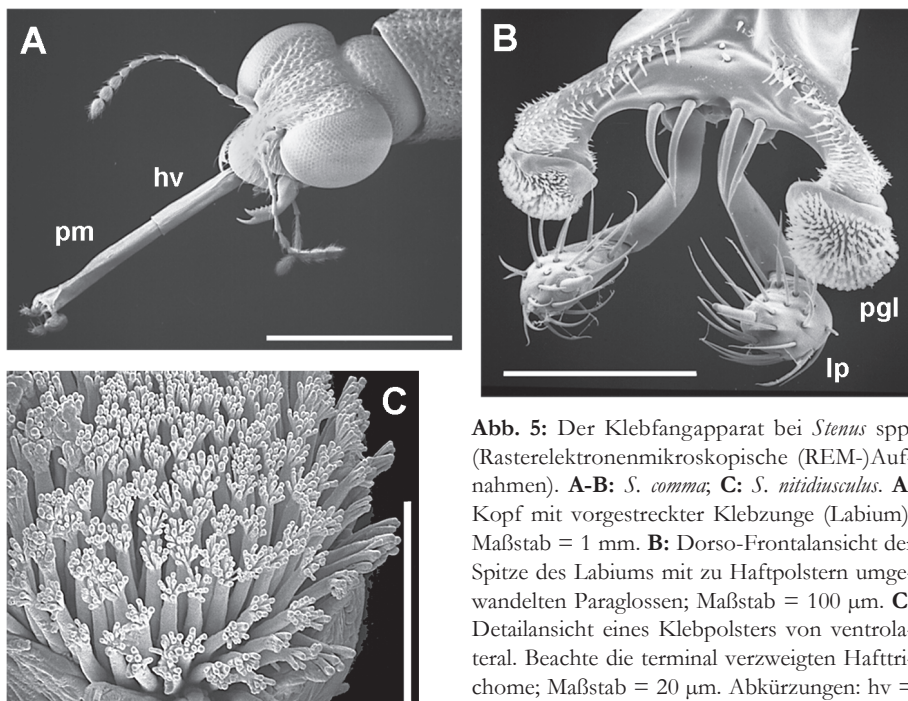 A
hv
pm
B
pgl
lp
C
Abb. 5: Der Klebfangapparat bei Stenus spp.
(Rasterelektronenmikroskopische (REM-)Auf-
nahmen). A-B: S. comma; C: S. nitidiusculus. A:
Kopf mit vorgestreckter Klebzunge (Labium);
Maßstab = 1 mm. B: Dorso-Frontalansicht der
Spitze des Labiums mit zu Haftpolstern umge-
wandelten Paraglossen; Maßstab = 100 µm. C:
Detailansicht eines Klebpolsters von ventrola-
teral. Beachte die terminal verzweigten Hafttri-
chome; Maßstab = 20 µm. Abkürzungen: hv =